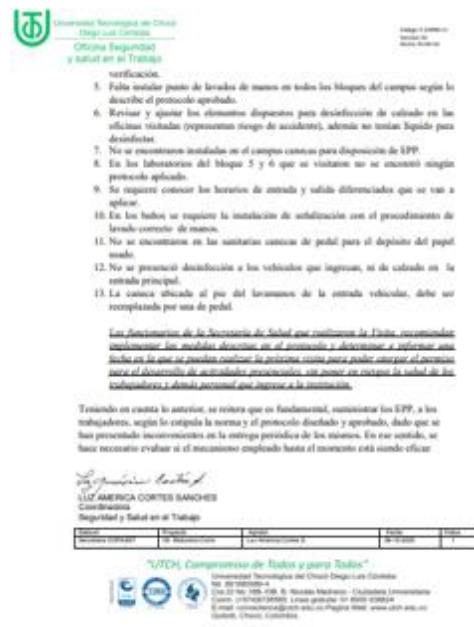 Universidad Tecnológica del Chocó
Diego Luis Córdoba
Oficina Seguridad
y salud en el Trabajo
verificación.
5. Falta instalar punto de lavados de manos en todos los bloques del campus según lo
describe el protocolo aprobado.
6. Revisar y ajustar los elementos dispuestos para desinfección de calzado en las
oficinas visitadas (representan riesgo de accidente), además no tenían líquido para
desinfectar.
7. No se encontraron instaladas en el campus canecas para disposición de EPP.
8. En los laboratorios del bloque 5 y 6 que se visitaron no se encontró ningún
protocolo aplicado.
9. Se requiere conocer los horarios de entrada y salida diferenciados que se van a
aplicar.
10. En los baños se requiere la instalación de señalización con el procedimiento de
lavado correcto de manos.
11. No se encontraron en las sanitarias canecas de pedal para el depósito del papel
usado.
12. No se presenció desinfección a los vehículos que ingresan, ni de calzado en la
entrada principal.
13. La caneca ubicada al pie del lavamanos de la entrada vehicular, debe ser
reemplazada por una de pedal.
Los funcionarios de la Secretaría de Salud que realizaron la Visita, recomiendan
implementar las medidas descritas en el protocolo y determinar e informar una
fecha en la que se puedan realizar la próxima visita para poder otorgar el permiso
para el desarrollo de actividades presenciales, sin poner en riesgo la salud de los
trabajadores y demás personal que ingrese a la institución.
Teniendo en cuenta lo anterior, se reitera que es fundamental, suministrar los EPP, a los
trabajadores, según lo estipula la norma y el protocolo diseñado y aprobado, dado que se
han presentado inconvenientes en la entrega periódica de los mismos. En ese sentido, se
hace necesario evaluar si el mecanismo empleado hasta el momento está siendo eficaz
LUZ AMERICA CORTES SANCHES
Coordinadora
Seguridad y Salud en el Trabajo
"UTCH, Compromiso de Todos y para Todos"
Universidad Tecnológica del Chocó Diego Luis Córdoba
Quibdó, Chocó, Colombia